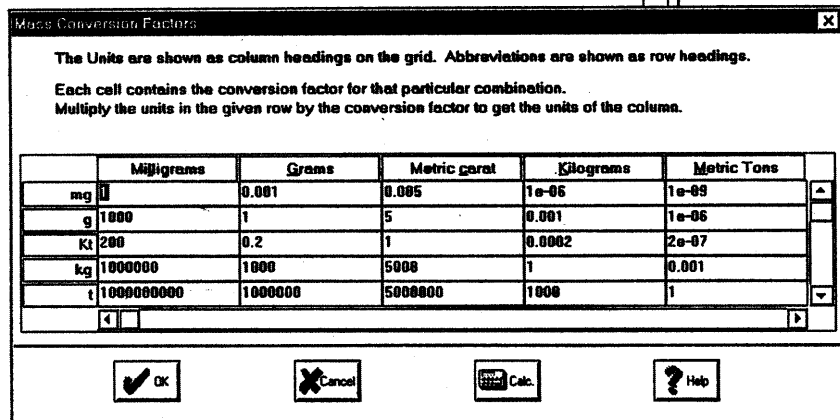 Mass Conversion Factors
The Units are shown as column headings on the grid. Abbreviations are shown as row headings.
Each cell contains the conversion factor for that particular combination.
Multiply the units in the given row by the conversion factor to get the units of the column.
Milligrams Grams Metric carat Kilograms Metric Tons
mg 1 0.001 0.005 1e-06 1e-09
g 1000 1 5 0.001 1e-06
Kt 200 0.2 1 0.0002 2e-07
kg 1000000 1000 5000 1 0.001
t 1000000000 1000000 5000000 1000 1
OK Cancel Calc. Help